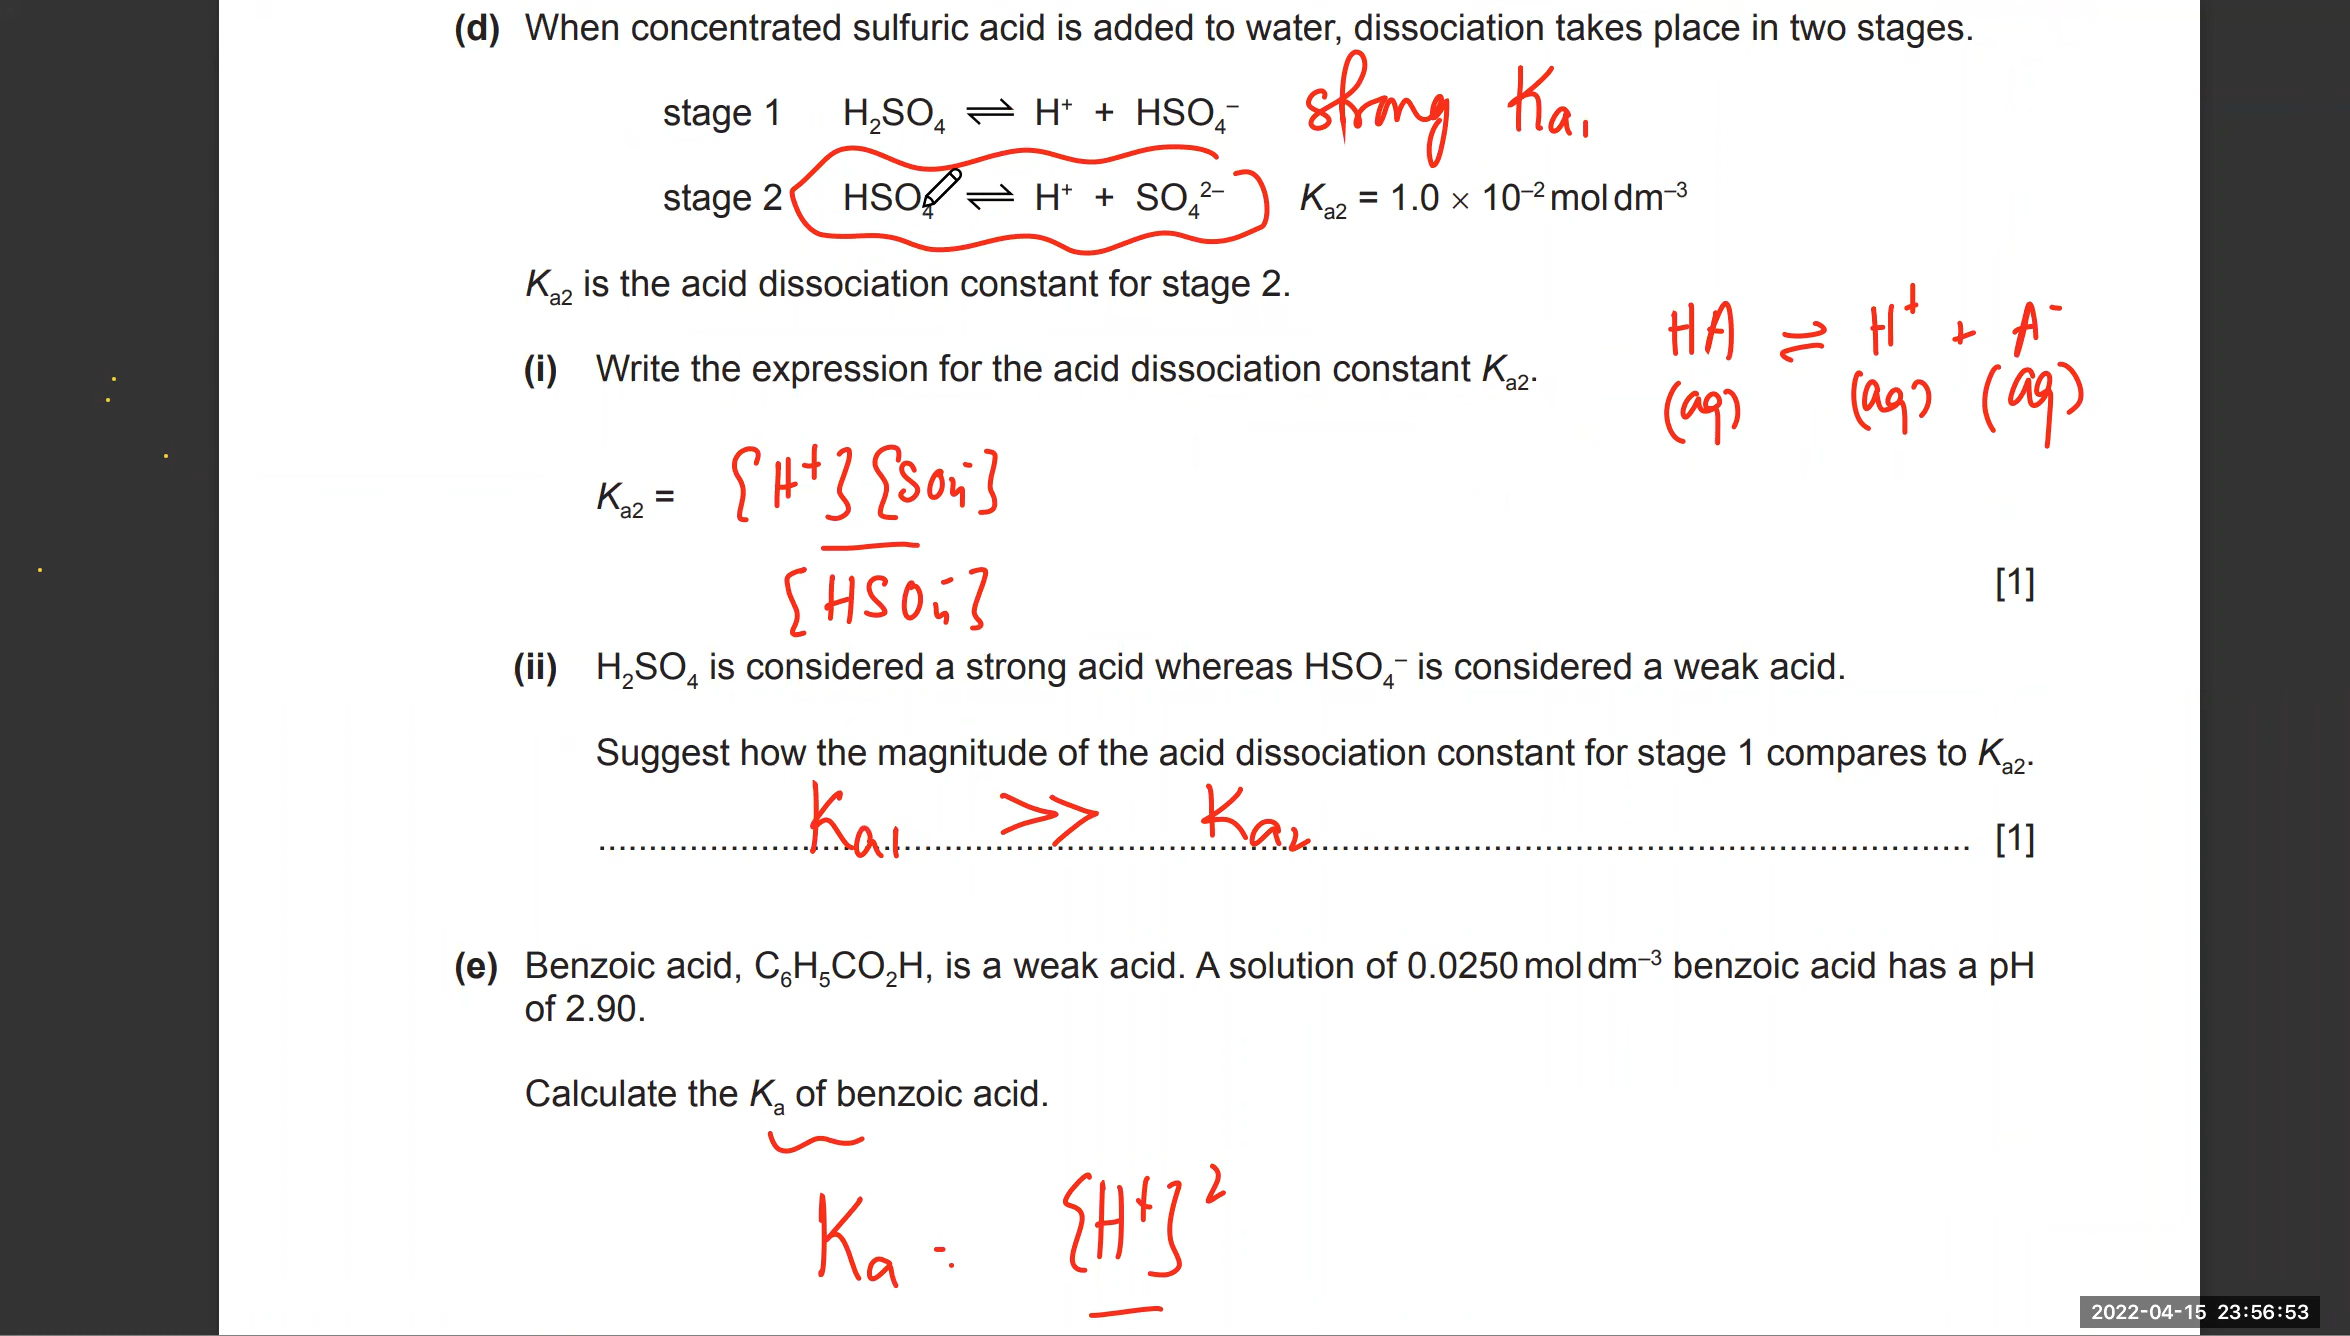 (d) When concentrated sulfuric acid is added to water, dissociation takes place in two stages.
stage 1 H₂SO₄ ⇌ H⁺ + HSO₄⁻ strong Ka₁
stage 2 HSO₄ ⇌ H⁺ + SO₄²⁻ Kₐ₂ = 1.0 × 10⁻² mol dm⁻³
Kₐ₂ is the acid dissociation constant for stage 2.
HA ⇌ H⁺ + A⁻
(aq) (aq) (aq)
(i) Write the expression for the acid dissociation constant Kₐ₂.
Kₐ₂ = {H⁺} {SO₄⁻}
{HSO₄⁻}
[1]
(ii) H₂SO₄ is considered a strong acid whereas HSO₄⁻ is considered a weak acid.
Suggest how the magnitude of the acid dissociation constant for stage 1 compares to Kₐ₂.
Ka₁ >> Ka₂ [1]
(e) Benzoic acid, C₆H₅CO₂H, is a weak acid. A solution of 0.0250 mol dm⁻³ benzoic acid has a pH
of 2.90.
Calculate the Kₐ of benzoic acid.
Ka = {H⁺}²
2022-04-15 23:56:53